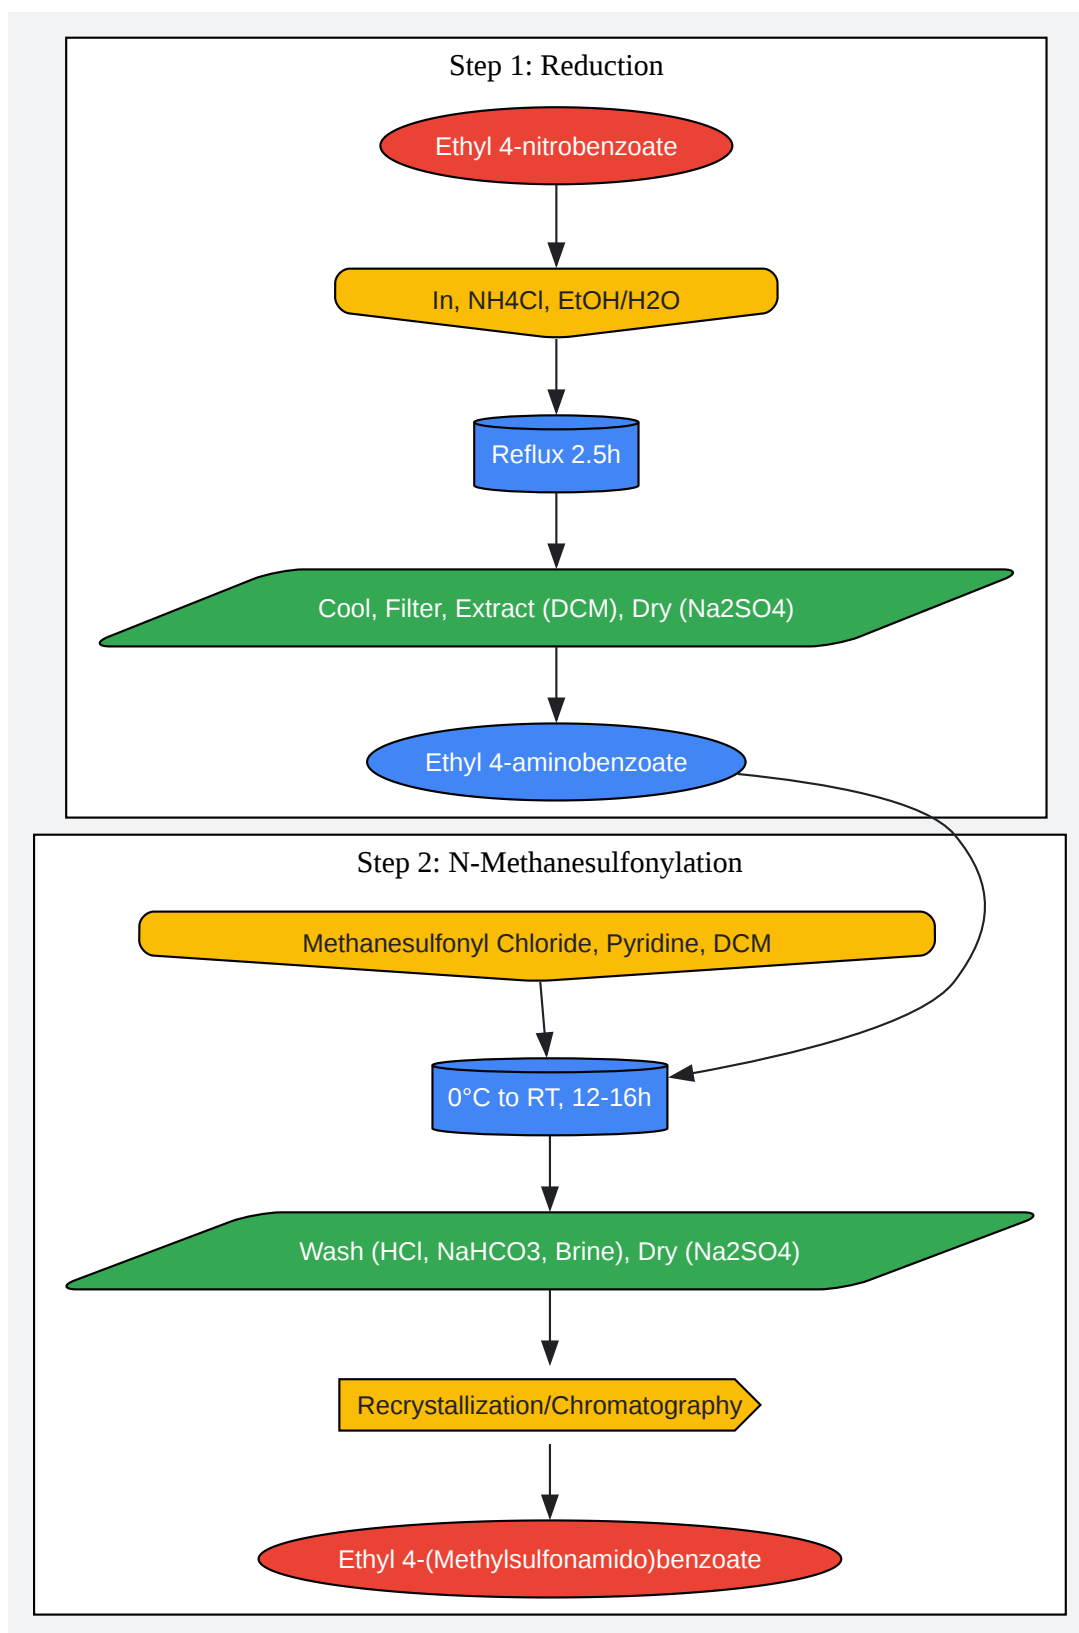 Step 1: Reduction
Ethyl 4-nitrobenzoate
In, NH4Cl, EtOH/H2O
Reflux 2.5h
Cool, Filter, Extract (DCM), Dry (Na2SO4)
Ethyl 4-aminobenzoate
Step 2: N-Methanesulfonylation
Methanesulfonyl Chloride, Pyridine, DCM
0°C to RT, 12-16h
Wash (HCl, NaHCO3, Brine), Dry (Na2SO4)
Recrystallization/Chromatography
Ethyl 4-(Methylsulfonamido)benzoate